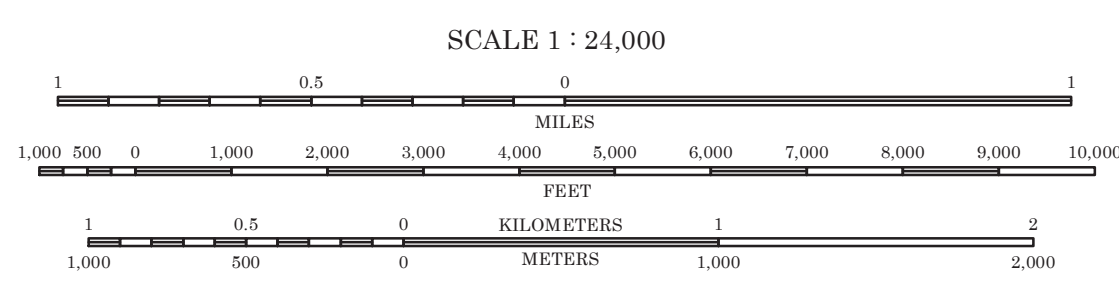 SCALE 1 : 24,000
1 0.5 0 1
MILES
1,000 500 0 1,000 2,000 3,000 4,000 5,000 6,000 7,000 8,000 9,000 10,000
FEET
1 0.5 0 KILOMETERS 1 2
1,000 500 0 METERS 1,000 2,000